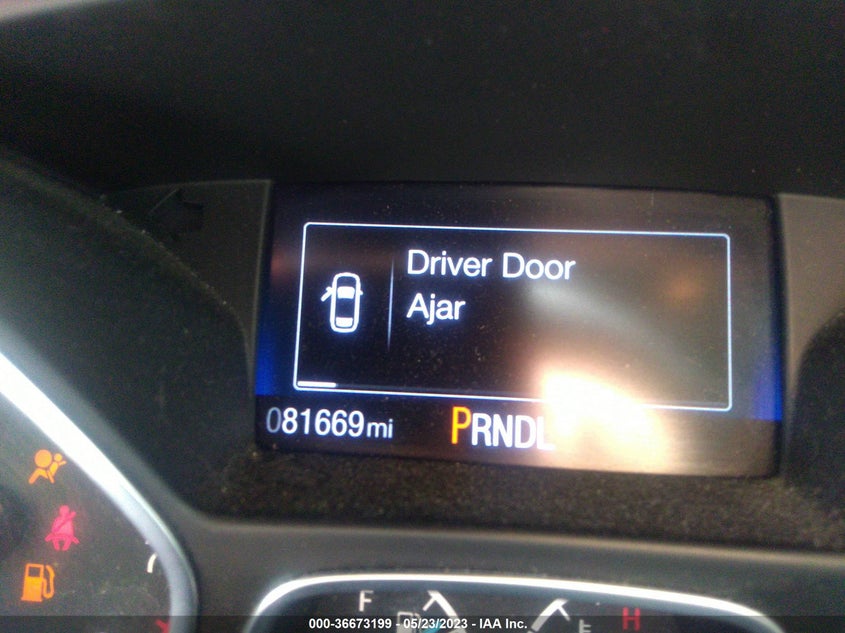 Driver Door
Ajar
081669mi
PRNDL
F
E
H
000-36673199 - 05/23/2023 - IAA Inc.